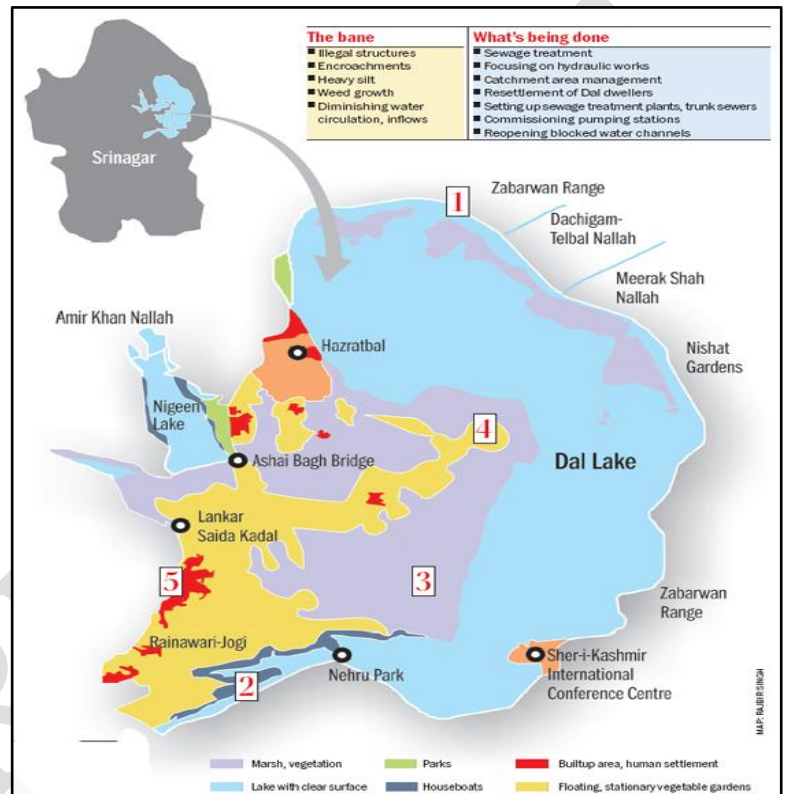 The bane
Illegal structures
Encroachments
Heavy silt
Weed growth
Diminishing water
circulation, inflows
What's being done
Sewage treatment
Focusing on hydraulic works
Catchment area management
Resettlement of Dal dwellers
Setting up sewage treatment plants, trunk sewers
Commissioning pumping stations
Reopening blocked water channels
Srinagar
1
Zabarwan Range
Dachigam-
Telbal Nallah
Meerak Shah
Nallah
Amir Khan Nallah
Hazratbal
Nishat
Gardens
Nigeen
Lake
4
Ashai Bagh Bridge
Dal Lake
Lankar
Saida Kadal
5
3
Zabarwan
Range
Rainawari-Jogi
2
Nehru Park
Sher-i-Kashmir
International
Conference Centre
MAP: RAJBIR SINGH
Marsh, vegetation
Parks
Builtup area, human settlement
Lake with clear surface
Houseboats
Floating, stationary vegetable gardens